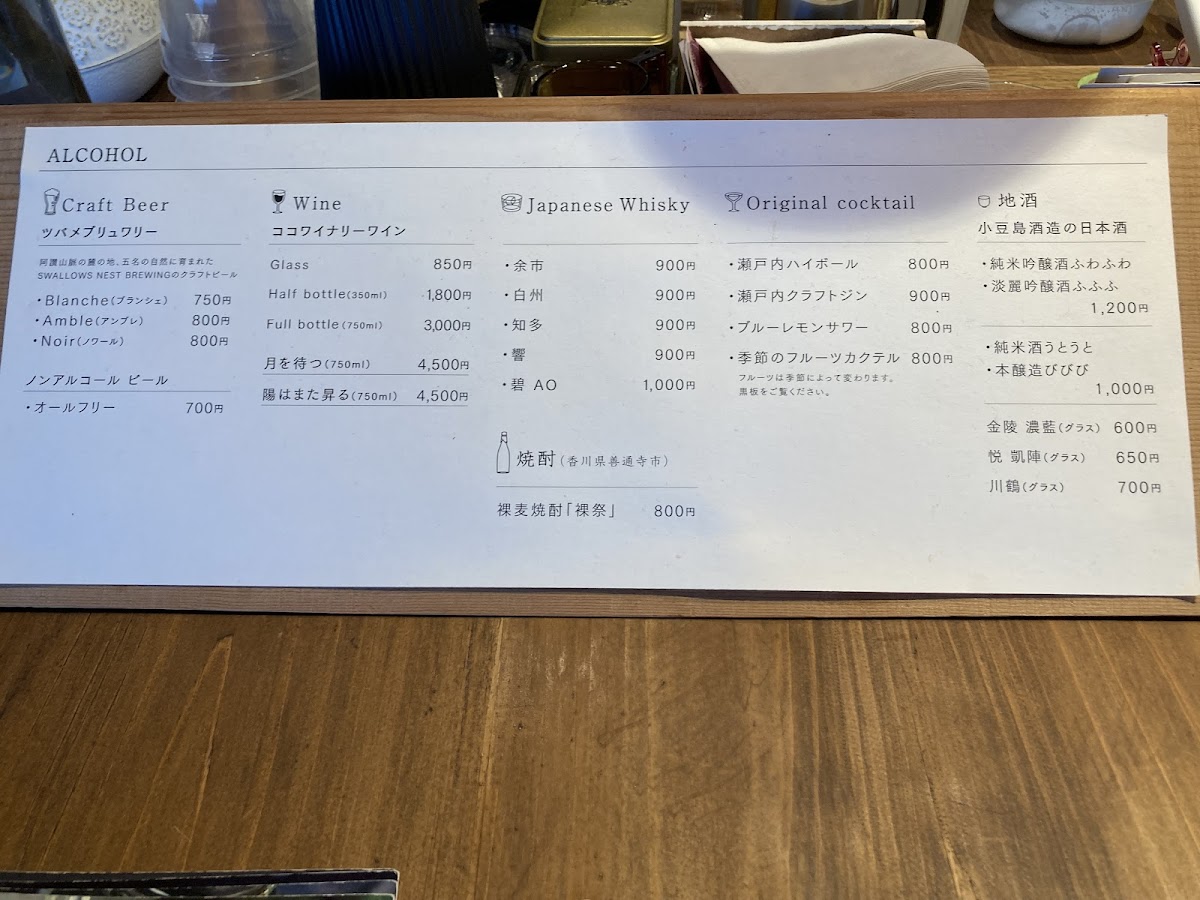 ALCOHOL
Craft Beer
ツバメブリュワリー
阿讃山脈の麓の地、五名の自然に育まれた
SWALLOWS NEST BREWINGのクラフトビール
・Blanche(ブランシェ) 750円
・Amble(アンブレ) 800円
・Noir(ノワール) 800円
ノンアルコール ビール
・オールフリー 700円
Wine
ココワイナリーワイン
Glass 850円
Half bottle(350ml) 1,800円
Full bottle(750ml) 3,000円
月を待つ(750ml) 4,500円
陽はまた昇る(750ml) 4,500円
Japanese Whisky
・余市 900円
・白州 900円
・知多 900円
・響 900円
・碧 AO 1,000円
焼酎(香川県善通寺市)
裸麦焼酎「裸祭」 800円
Original cocktail
・瀬戸内ハイボール 800円
・瀬戸内クラフトジン 900円
・ブルーレモンサワー 800円
・季節のフルーツカクテル 800円
フルーツは季節によって変わります。
黒板をご覧ください。
地酒
小豆島酒造の日本酒
・純米吟醸酒ふわふわ
・淡麗吟醸酒ふふふ
1,200円
・純米酒うとうと
・本醸造びびび
1,000円
金陵 濃藍(グラス) 600円
悦 凱陣(グラス) 650円
川鶴(グラス) 700円